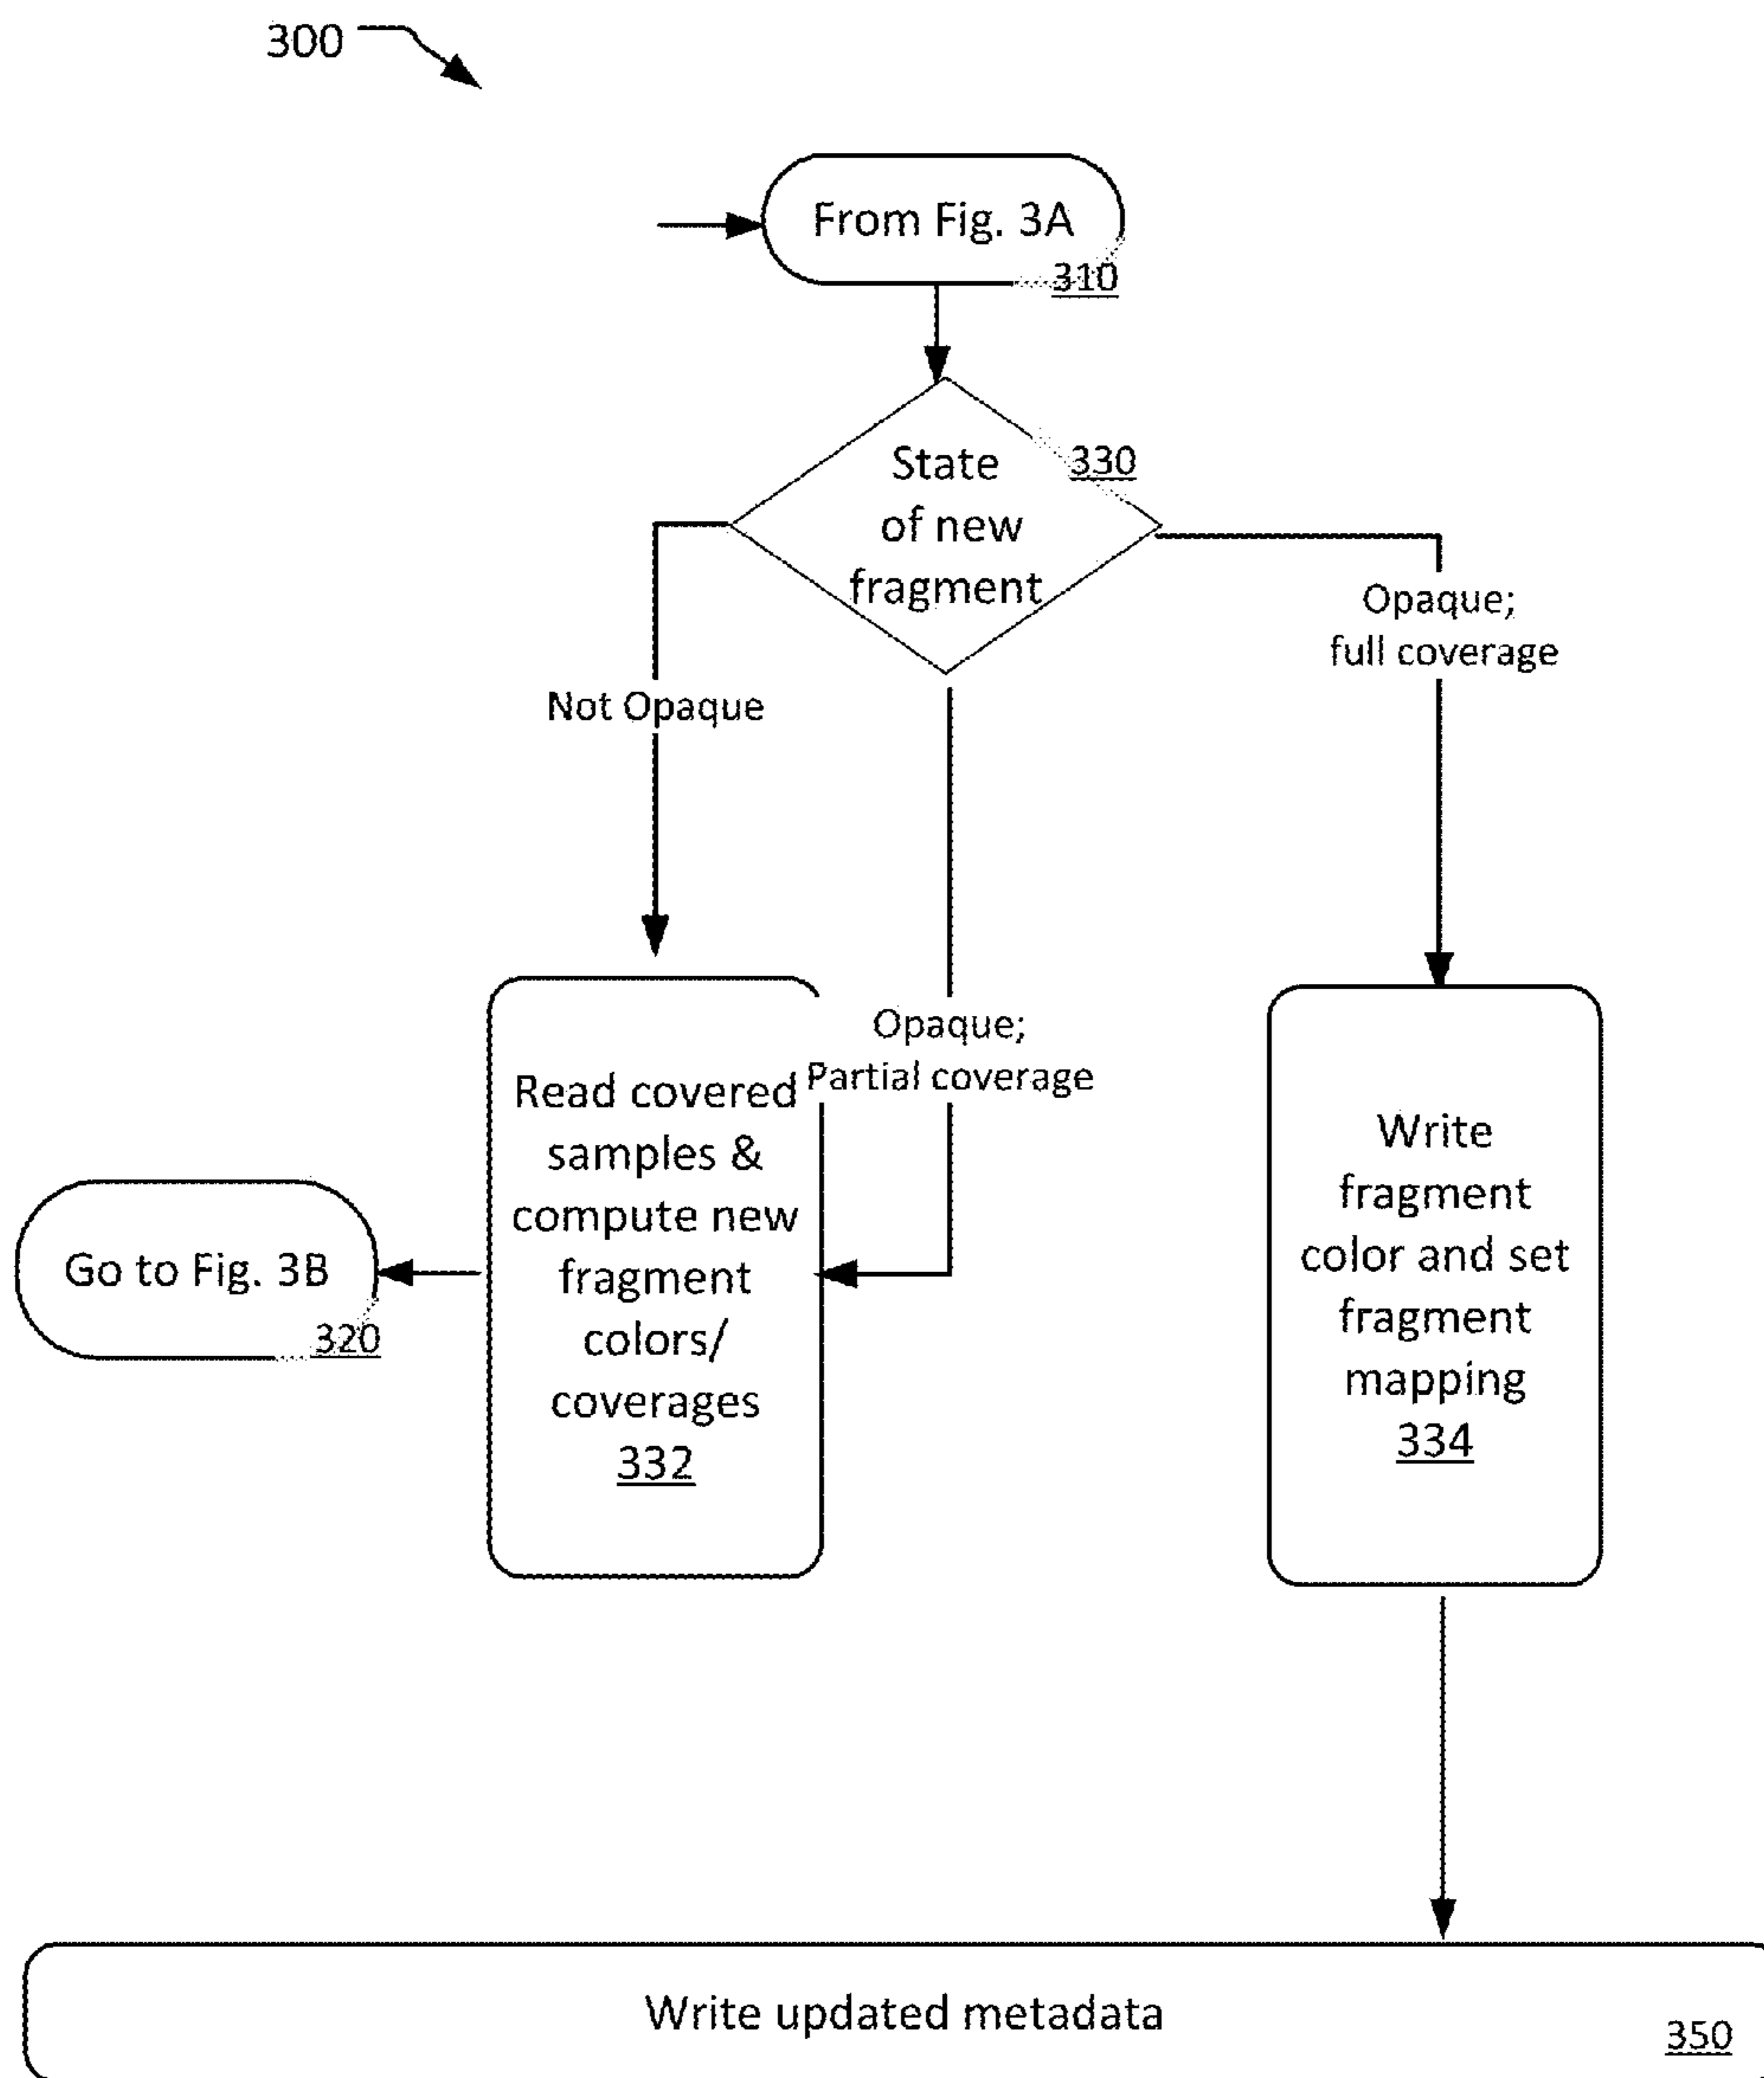 300
From Fig. 3A
310
State
of new
fragment
330
Not Opaque
Opaque;
full coverage
Opaque;
Partial coverage
Read covered
samples &
compute new
fragment
colors/
coverages
332
Go to Fig. 3B
320
Write
fragment
color and set
fragment
mapping
334
Write updated metadata
350